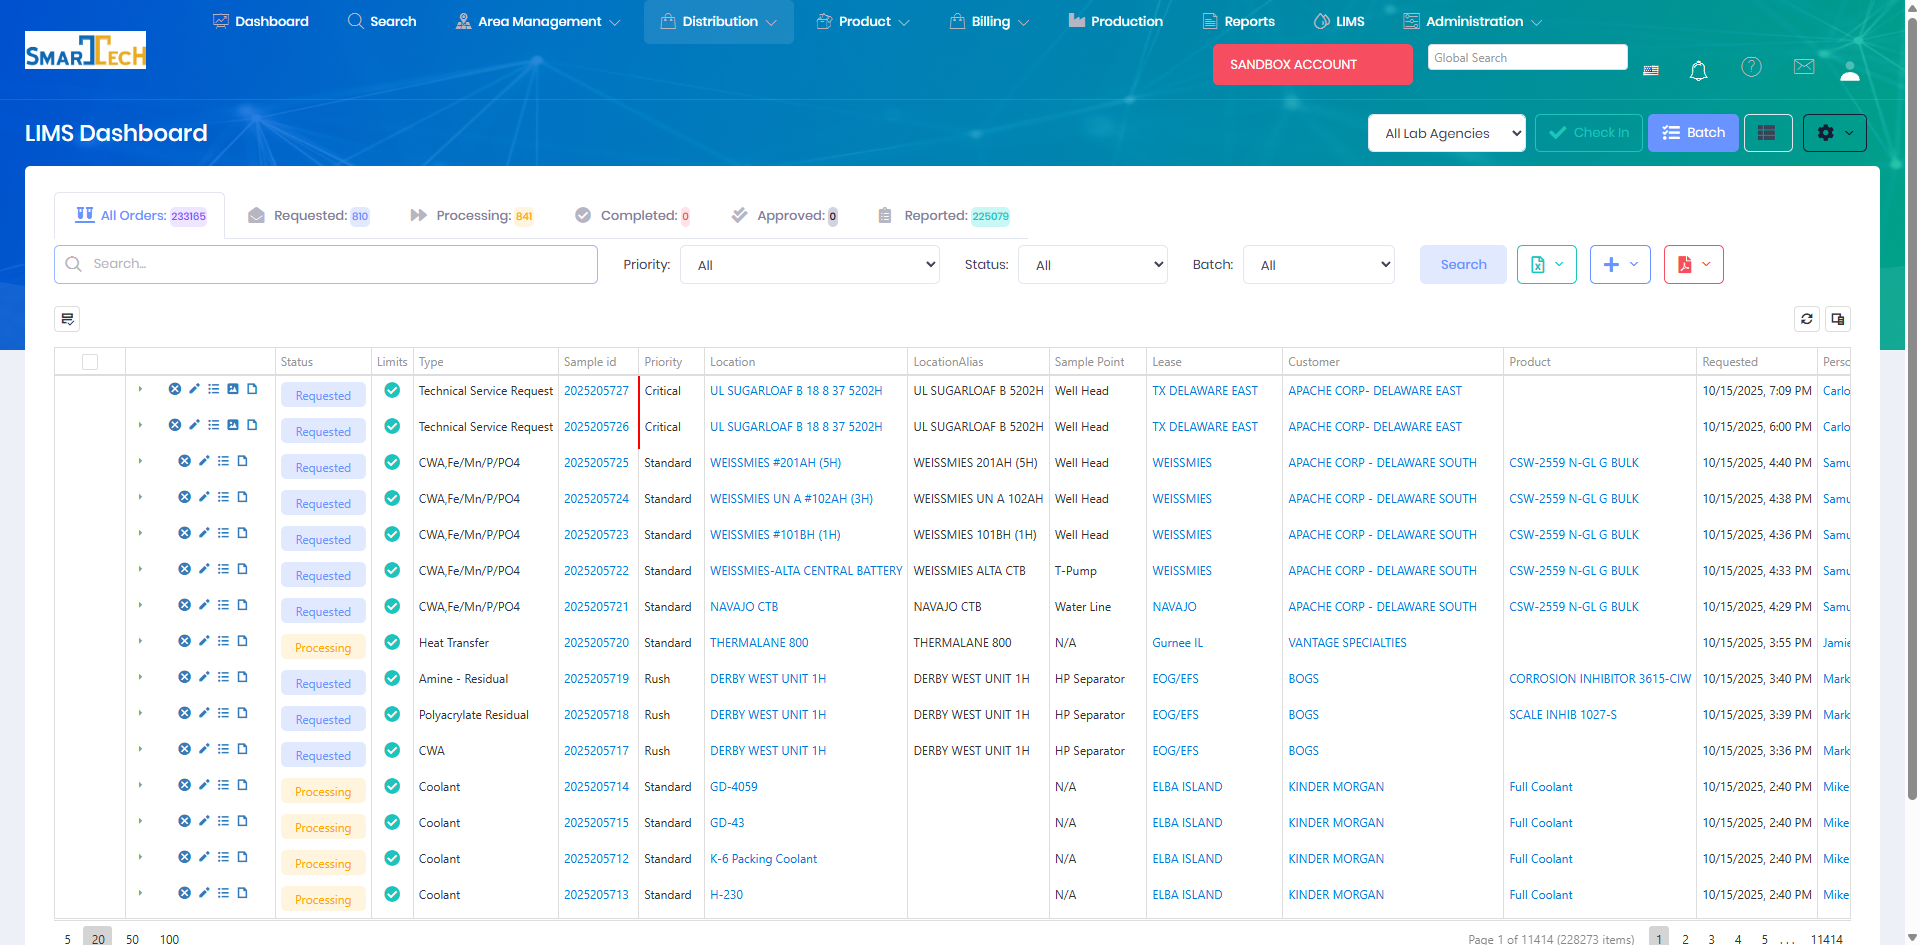 Dashboard Search Area Management Distribution Product Billing Production Reports LIMS Administration
SMARTTECH
SANDBOX ACCOUNT
Global Search
LIMS Dashboard
All Lab Agencies Check In Batch
All Orders: 233165 Requested: 810 Processing: 841 Completed: 0 Approved: 0 Reported: 225079
Search... Priority: All Status: All Batch: All Search
Status Limits Type Sample id Priority Location LocationAlias Sample Point Lease Customer Product Requested Perso
Requested Technical Service Request 2025205727 Critical UL SUGARLOAF B 18 8 37 5202H UL SUGARLOAF B 5202H Well Head TX DELAWARE EAST APACHE CORP- DELAWARE EAST 10/15/2025, 7:09 PM Carlo
Requested Technical Service Request 2025205726 Critical UL SUGARLOAF B 18 8 37 5202H UL SUGARLOAF B 5202H Well Head TX DELAWARE EAST APACHE CORP- DELAWARE EAST 10/15/2025, 6:00 PM Carlo
Requested CWA,Fe/Mn/P/PO4 2025205725 Standard WEISSMIES #201AH (5H) WEISSMIES 201AH (5H) Well Head WEISSMIES APACHE CORP - DELAWARE SOUTH CSW-2559 N-GL G BULK 10/15/2025, 4:40 PM Samu
Requested CWA,Fe/Mn/P/PO4 2025205724 Standard WEISSMIES UN A #102AH (3H) WEISSMIES UN A 102AH Well Head WEISSMIES APACHE CORP - DELAWARE SOUTH CSW-2559 N-GL G BULK 10/15/2025, 4:38 PM Samu
Requested CWA,Fe/Mn/P/PO4 2025205723 Standard WEISSMIES #101BH (1H) WEISSMIES 101BH (1H) Well Head WEISSMIES APACHE CORP - DELAWARE SOUTH CSW-2559 N-GL G BULK 10/15/2025, 4:36 PM Samu
Requested CWA,Fe/Mn/P/PO4 2025205722 Standard WEISSMIES-ALTA CENTRAL BATTERY WEISSMIES ALTA CTB T-Pump WEISSMIES APACHE CORP - DELAWARE SOUTH CSW-2559 N-GL G BULK 10/15/2025, 4:33 PM Samu
Requested CWA,Fe/Mn/P/PO4 2025205721 Standard NAVAJO CTB NAVAJO CTB Water Line NAVAJO APACHE CORP - DELAWARE SOUTH CSW-2559 N-GL G BULK 10/15/2025, 4:29 PM Samu
Processing Heat Transfer 2025205720 Standard THERMALANE 800 THERMALANE 800 N/A Gurnee IL VANTAGE SPECIALTIES 10/15/2025, 3:55 PM Jamie
Requested Amine - Residual 2025205719 Rush DERBY WEST UNIT 1H DERBY WEST UNIT 1H HP Separator EOG/EFS BOGS CORROSION INHIBITOR 3615-CIW 10/15/2025, 3:40 PM Mark
Requested Polyacrylate Residual 2025205718 Rush DERBY WEST UNIT 1H DERBY WEST UNIT 1H HP Separator EOG/EFS BOGS SCALE INHIB 1027-S 10/15/2025, 3:39 PM Mark
Requested CWA 2025205717 Rush DERBY WEST UNIT 1H DERBY WEST UNIT 1H HP Separator EOG/EFS BOGS 10/15/2025, 3:36 PM Mark
Processing Coolant 2025205714 Standard GD-4059 N/A ELBA ISLAND KINDER MORGAN Full Coolant 10/15/2025, 2:40 PM Mike
Processing Coolant 2025205715 Standard GD-43 N/A ELBA ISLAND KINDER MORGAN Full Coolant 10/15/2025, 2:40 PM Mike
Processing Coolant 2025205712 Standard K-6 Packing Coolant N/A ELBA ISLAND KINDER MORGAN Full Coolant 10/15/2025, 2:40 PM Mike
Processing Coolant 2025205713 Standard H-230 N/A ELBA ISLAND KINDER MORGAN Full Coolant 10/15/2025, 2:40 PM Mike
5 20 50 100 Page 1 of 11414 (228273 items) 1 2 3 4 5 ... 11414